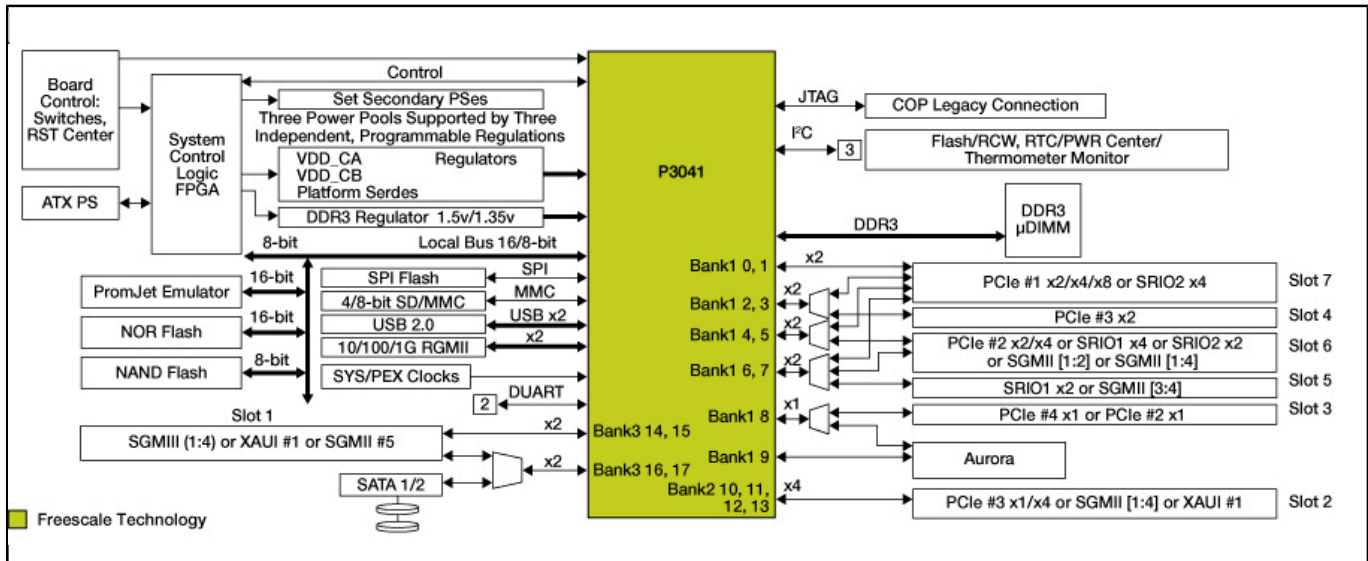 Board
Control:
Switches,
RST Center
ATX PS
System
Control
Logic
FPGA
Control
Set Secondary PSes
Three Power Pools Supported by Three
Independent, Programmable Regulations
VDD_CA Regulators
VDD_CB
Platform Serdes
DDR3 Regulator 1.5v/1.35v
8-bit
Local Bus 16/8-bit
16-bit
PromJet Emulator
16-bit
NOR Flash
8-bit
NAND Flash
SPI Flash
SPI
4/8-bit SD/MMC
MMC
USB 2.0
USB x2
10/100/1G RGMII
x2
SYS/PEX Clocks
2
DUART
Slot 1
SGMIII (1:4) or XAUI #1 or SGMII #5
x2
x2
SATA 1/2
P3041
Bank1 0, 1
Bank1 2, 3
Bank1 4, 5
Bank1 6, 7
Bank1 8
Bank3 14, 15
Bank1 9
Bank3 16, 17
Bank2 10, 11,
12, 13
JTAG
COP Legacy Connection
I²C
3
Flash/RCW, RTC/PWR Center/
Thermometer Monitor
DDR3
DDR3
µDIMM
x2
PCIe #1 x2/x4/x8 or SRIO2 x4
Slot 7
x2
PCIe #3 x2
Slot 4
x2
PCIe #2 x2/x4 or SRIO1 x4 or SRIO2 x2
or SGMII [1:2] or SGMII [1:4]
Slot 6
x2
SRIO1 x2 or SGMII [3:4]
Slot 5
x1
PCIe #4 x1 or PCIe #2 x1
Slot 3
Aurora
x4
PCIe #3 x1/x4 or SGMII [1:4] or XAUI #1
Slot 2
Freescale Technology